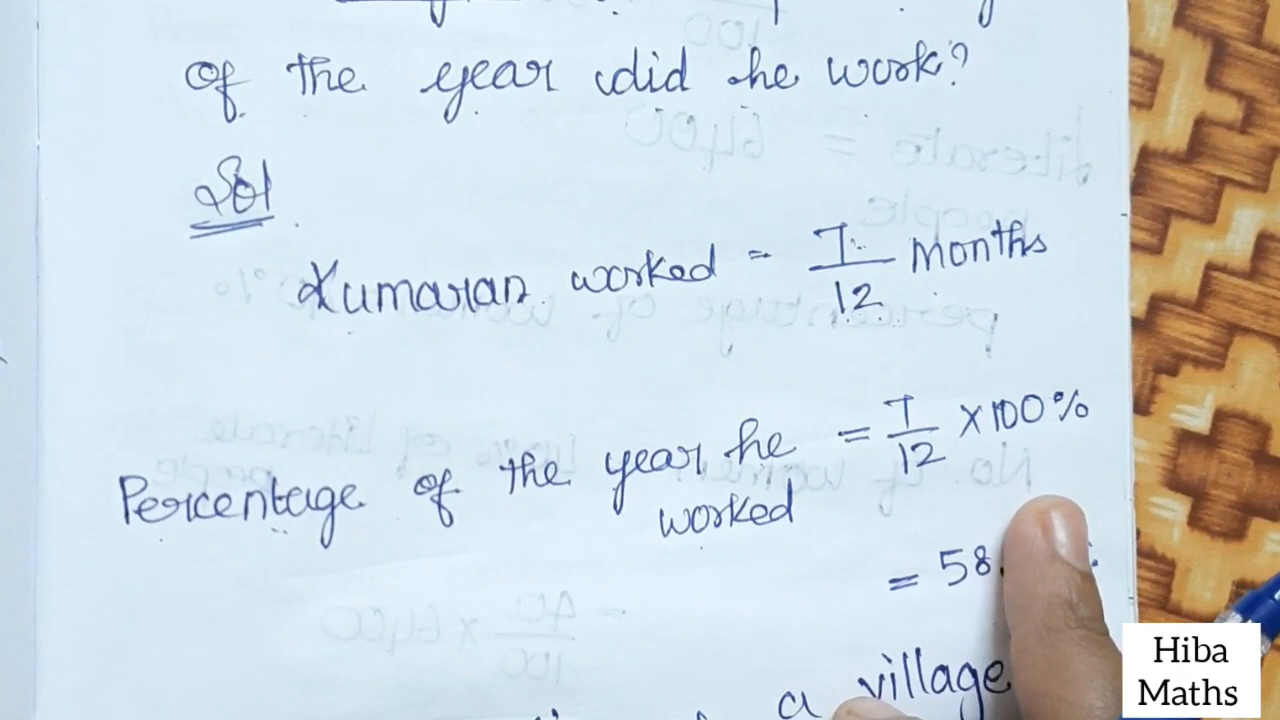 of the year did he work?
Sol
Kumaran worked = 7/12 months
Percentage of the year he worked = 7/12 × 100%
= 58.
a village
Hiba
Maths